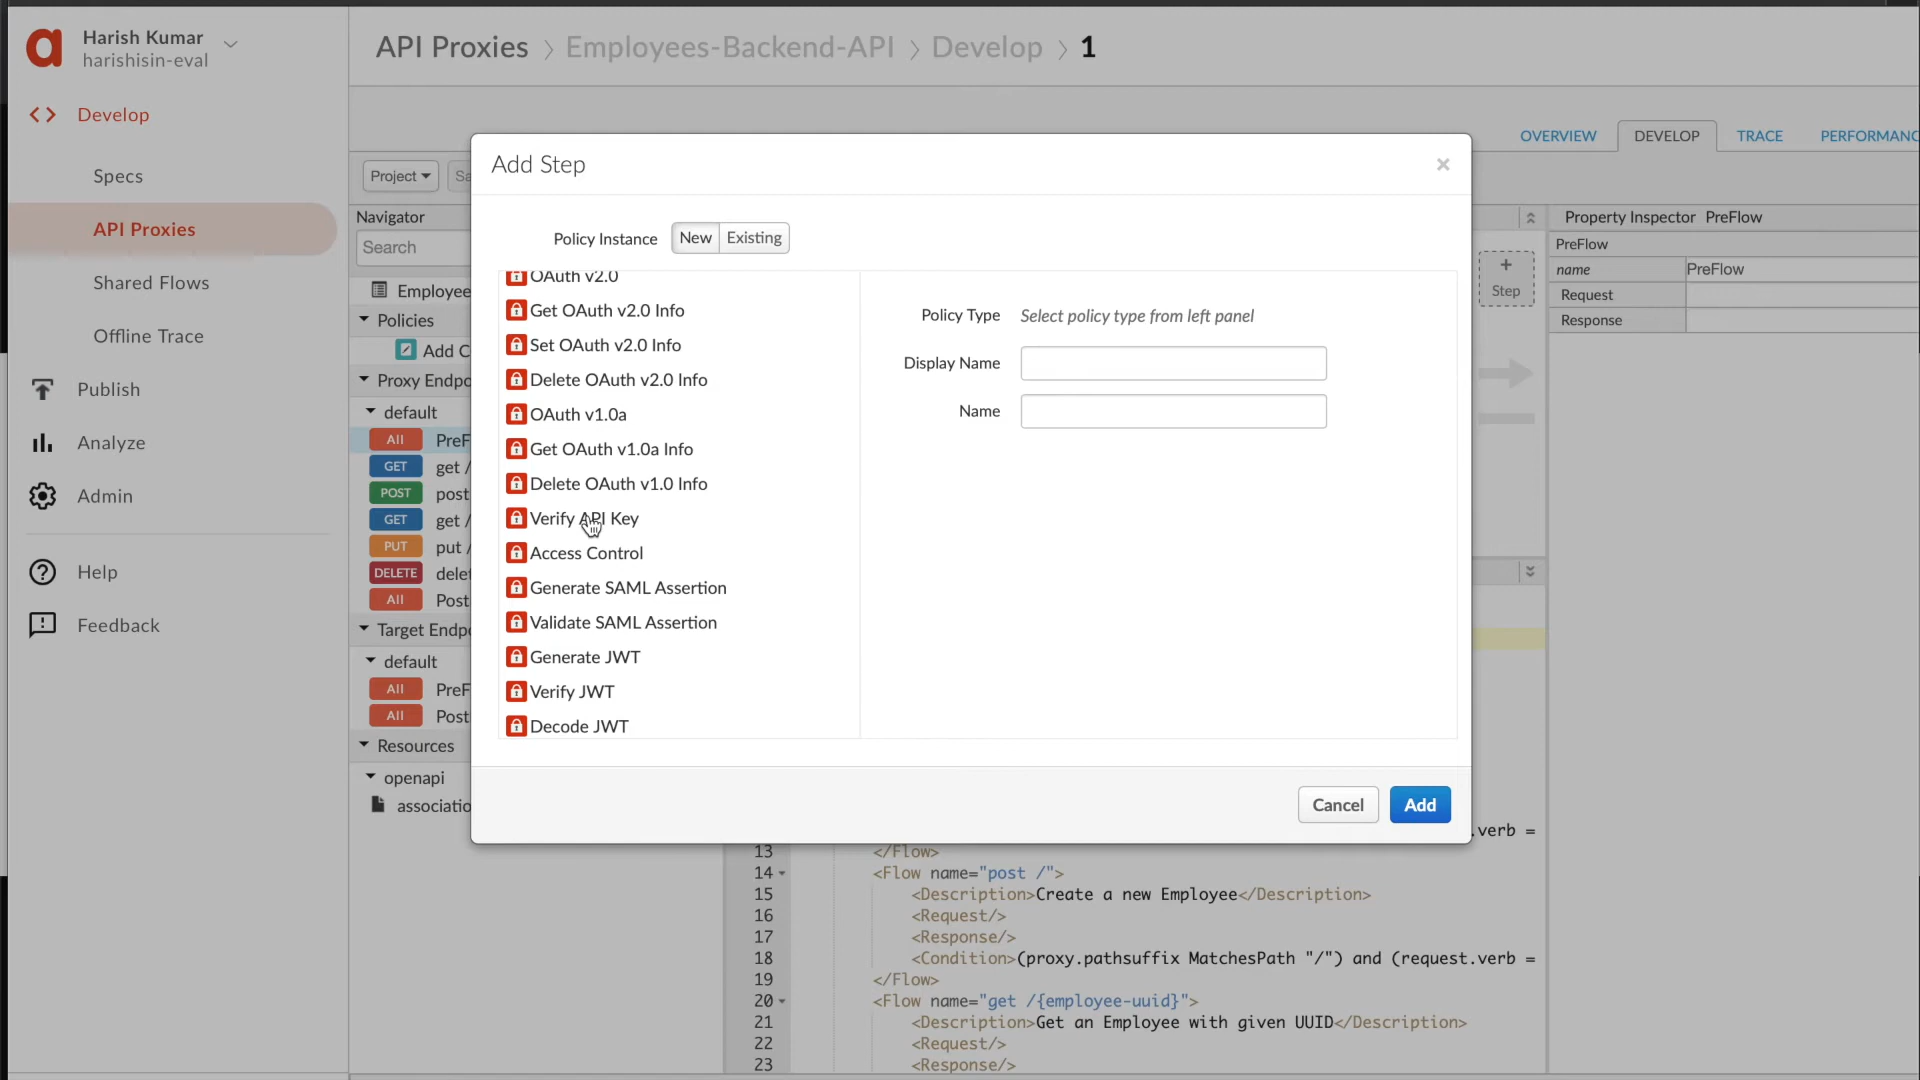 Harish Kumar
harishisin-eval
Develop
Specs
API Proxies
Shared Flows
Offline Trace
Publish
Analyze
Admin
Help
Feedback
API Proxies > Employees-Backend-API > Develop > 1
OVERVIEW DEVELOP TRACE PERFORMANC
Project
Navigator
Search
Employee
Policies
Add C
Proxy Endpo
default
All PreF
GET get /
POST post
GET get /
PUT put /
DELETE delet
All Post
Target Endpo
default
All PreF
All Post
Resources
openapi
associatio
Add Step
×
Policy Instance New Existing
OAuth v2.0
Get OAuth v2.0 Info
Set OAuth v2.0 Info
Delete OAuth v2.0 Info
OAuth v1.0a
Get OAuth v1.0a Info
Delete OAuth v1.0 Info
Verify API Key
Access Control
Generate SAML Assertion
Validate SAML Assertion
Generate JWT
Verify JWT
Decode JWT
Policy Type Select policy type from left panel
Display Name
Name
Cancel Add
+
Step
Property Inspector PreFlow
PreFlow
name PreFlow
Request
Response
.verb =
13 </Flow>
14 <Flow name="post /">
15 <Description>Create a new Employee</Description>
16 <Request/>
17 <Response/>
18 <Condition>(proxy.pathsuffix MatchesPath "/") and (request.verb =
19 </Flow>
20 <Flow name="get /{employee-uuid}">
21 <Description>Get an Employee with given UUID</Description>
22 <Request/>
23 <Response/>